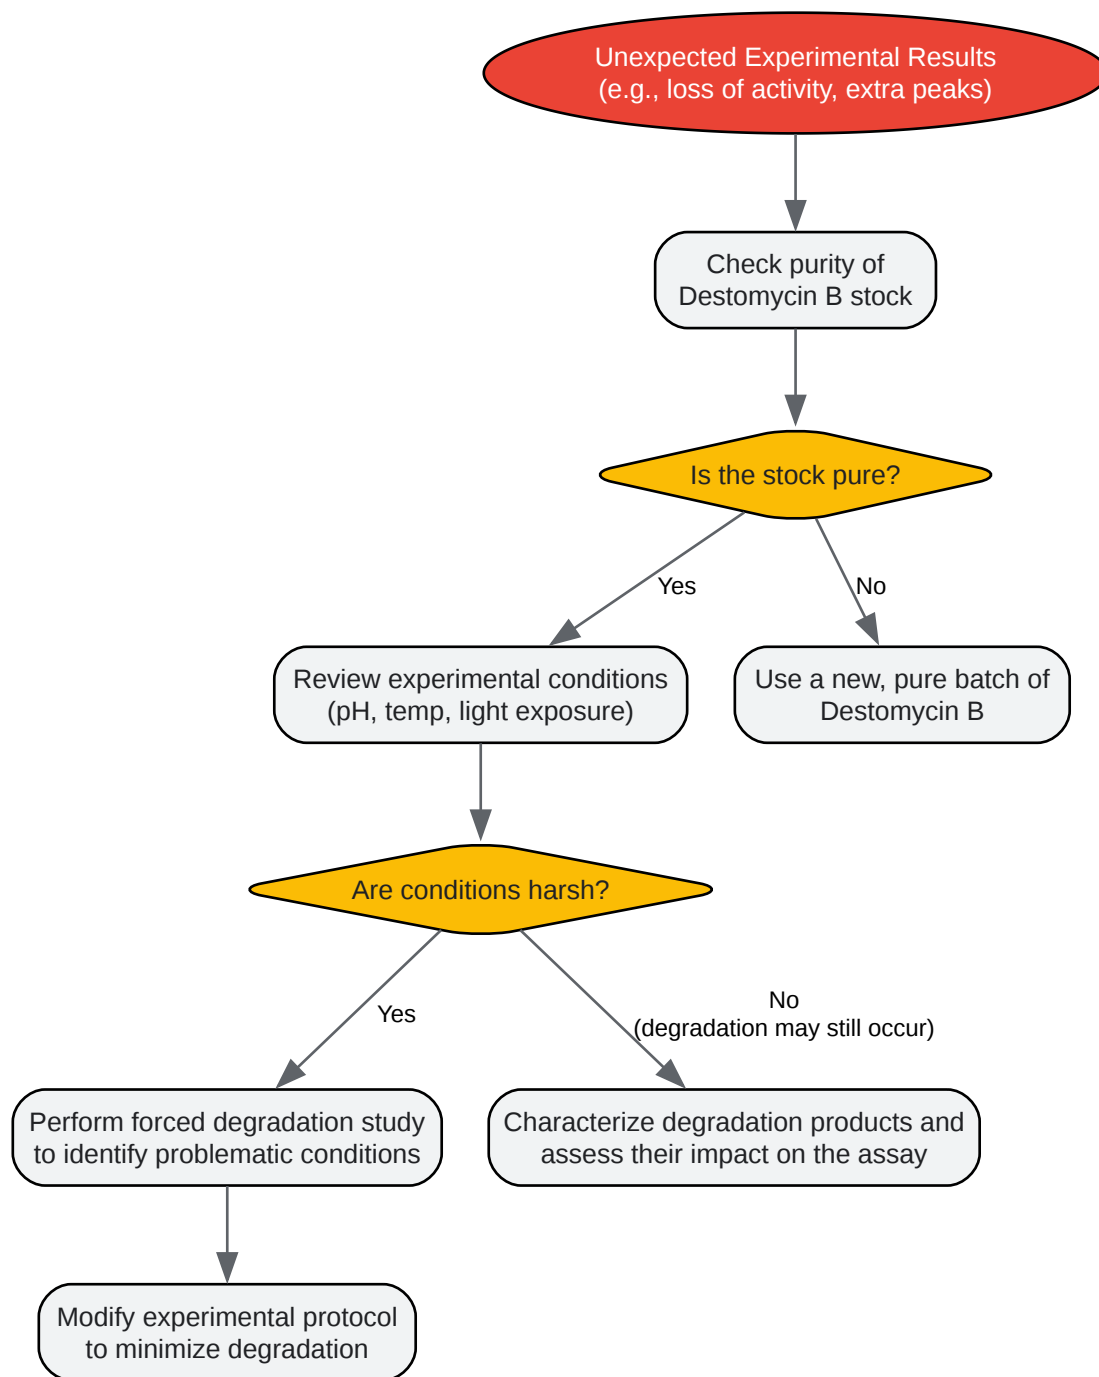 Unexpected Experimental Results
(e.g., loss of activity, extra peaks)
Check purity of
Destomycin B stock
Is the stock pure?
Yes
No
Review experimental conditions
(pH, temp, light exposure)
Use a new, pure batch of
Destomycin B
Are conditions harsh?
Yes
No
(degradation may still occur)
Perform forced degradation study
to identify problematic conditions
Characterize degradation products and
assess their impact on the assay
Modify experimental protocol
to minimize degradation